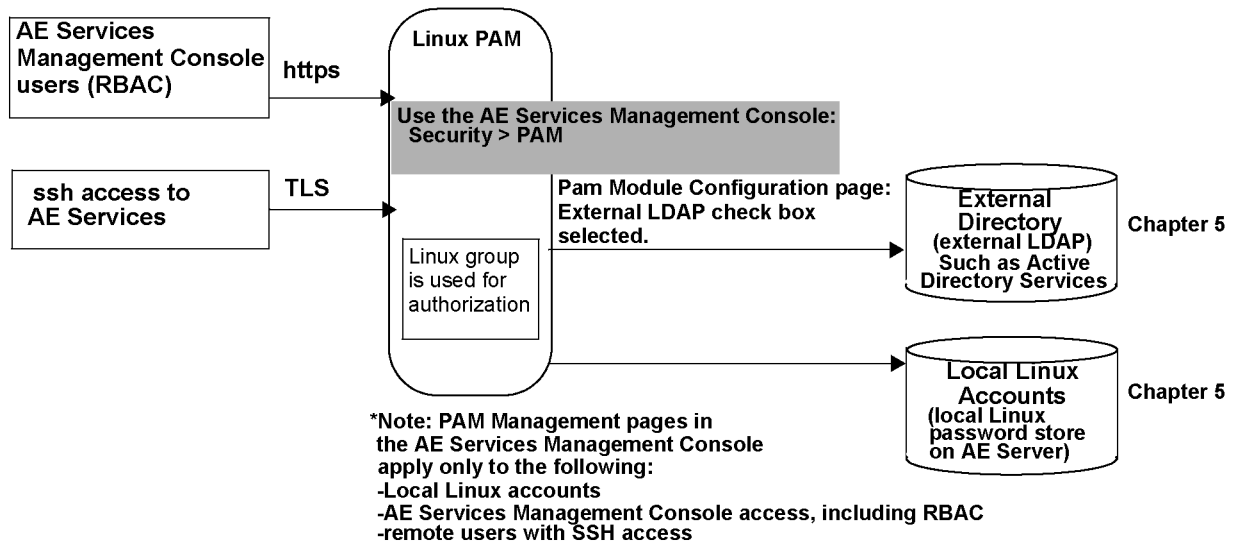 AE Services
Management Console
users (RBAC)
https
Linux PAM
Use the AE Services Management Console:
Security > PAM
ssh access to
AE Services
TLS
Pam Module Configuration page:
External LDAP check box
selected.
Linux group
is used for
authorization
External
Directory
(external LDAP)
Such as Active
Directory Services
Chapter 5
Local Linux
Accounts
(local Linux
password store
on AE Server)
Chapter 5
*Note: PAM Management pages in
the AE Services Management Console
apply only to the following:
-Local Linux accounts
-AE Services Management Console access, including RBAC
-remote users with SSH access